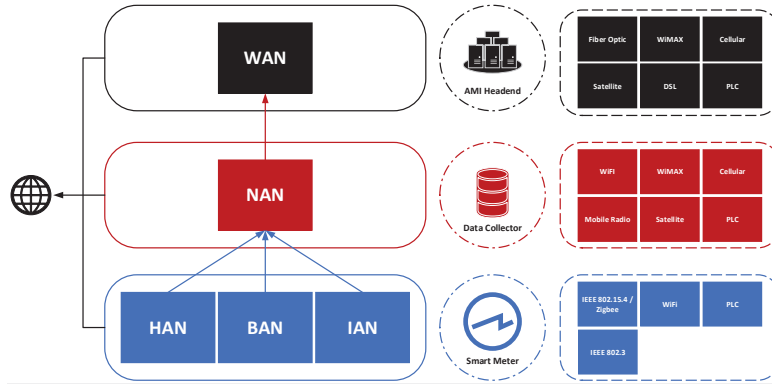 WAN
AMI Headend
Fiber Optic
WiMAX
Cellular
Satellite
DSL
PLC
NAN
Data Collector
WiFI
WiMAX
Cellular
Mobile Radio
Satellite
PLC
HAN
BAN
IAN
Smart Meter
IEEE 802.15.4 /
Zigbee
WiFi
PLC
IEEE 802.3